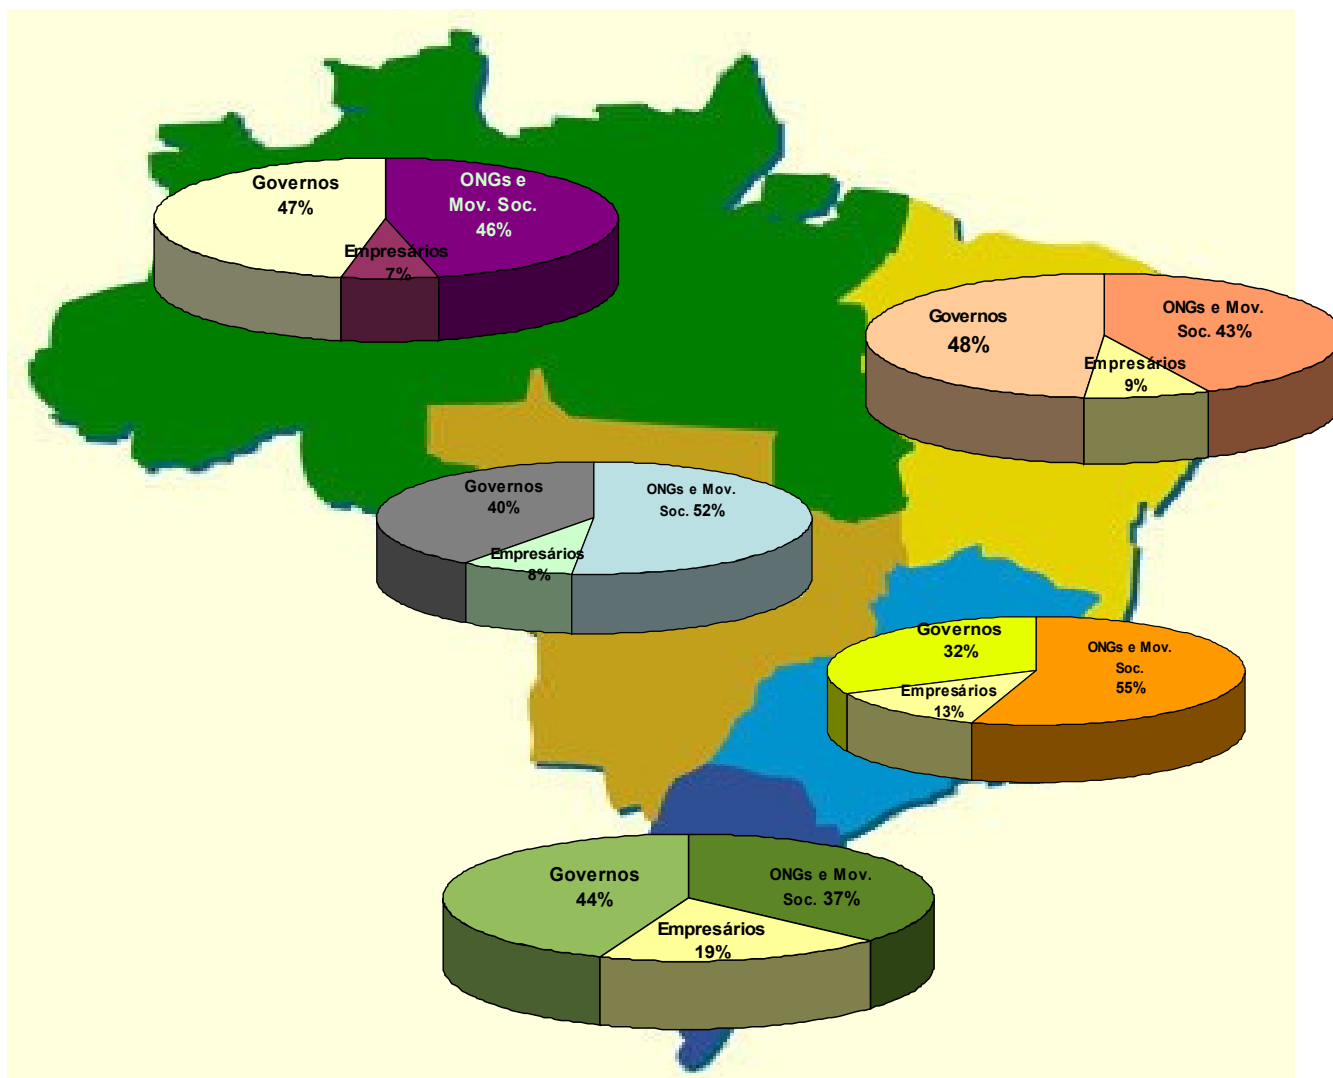 Governos
47%
ONGs e
Mov. Soc.
46%
Empresários
7%
Governos
48%
ONGs e Mov.
Soc. 43%
Empresários
9%
Governos
40%
ONGs e Mov.
Soc. 52%
Empresários
8%
Governos
32%
ONGs e Mov.
Soc.
55%
Empresários
13%
Governos
44%
ONGs e Mov.
Soc. 37%
Empresários
19%